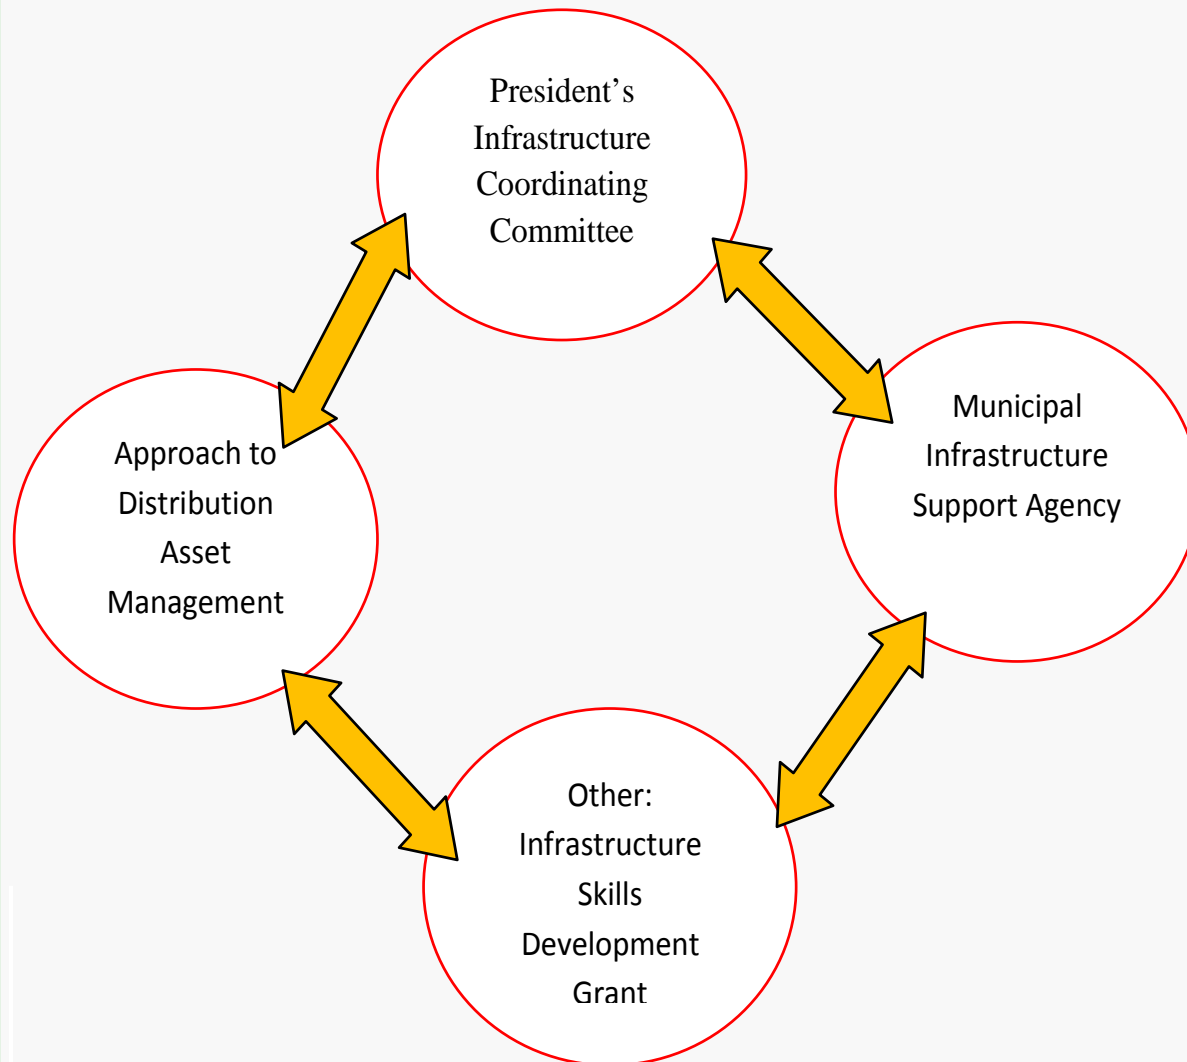 President’s
Infrastructure
Coordinating
Committee
Approach to
Distribution
Asset
Management
Municipal
Infrastructure
Support Agency
Other:
Infrastructure
Skills
Development
Grant